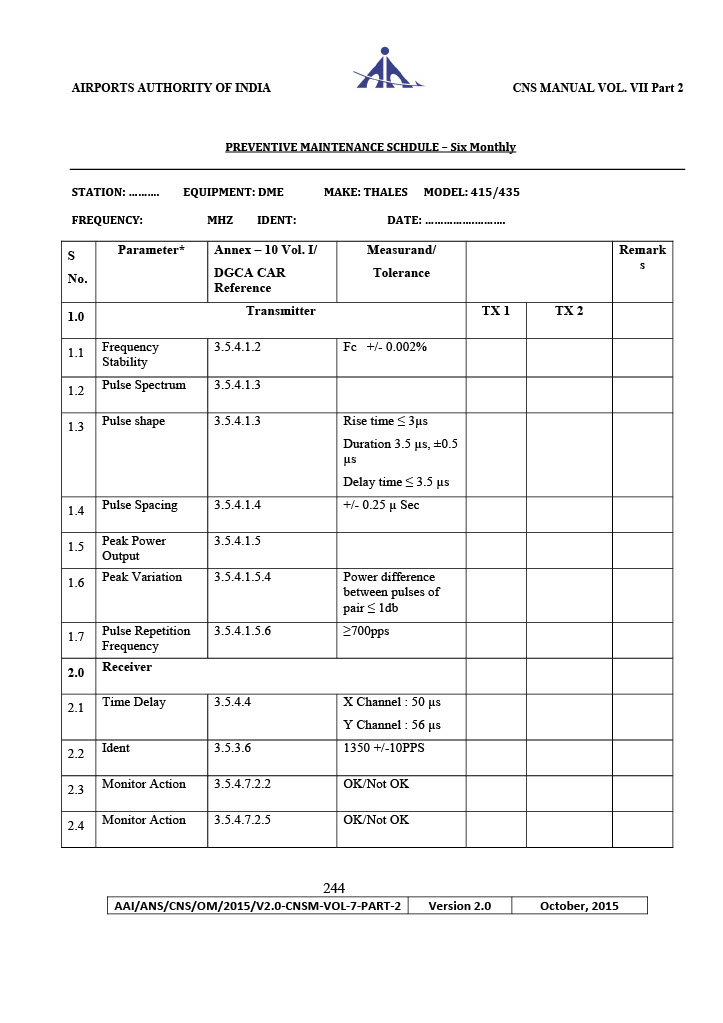 AIRPORTS AUTHORITY OF INDIA CNS MANUAL VOL. VII Part 2
PREVENTIVE MAINTENANCE SCHDULE – Six Monthly
STATION: ………. EQUIPMENT: DME MAKE: THALES MODEL: 415/435
FREQUENCY: MHZ IDENT: DATE: …………………….
S No. Parameter* Annex – 10 Vol. I/ DGCA CAR Reference Measurand/ Tolerance Remarks
1.0 Transmitter TX 1 TX 2
1.1 Frequency Stability 3.5.4.1.2 Fc +/- 0.002%
1.2 Pulse Spectrum 3.5.4.1.3
1.3 Pulse shape 3.5.4.1.3 Rise time ≤ 3µs
Duration 3.5 µs, ±0.5 µs
Delay time ≤ 3.5 µs
1.4 Pulse Spacing 3.5.4.1.4 +/- 0.25 µ Sec
1.5 Peak Power Output 3.5.4.1.5
1.6 Peak Variation 3.5.4.1.5.4 Power difference between pulses of pair ≤ 1db
1.7 Pulse Repetition Frequency 3.5.4.1.5.6 ≥700pps
2.0 Receiver
2.1 Time Delay 3.5.4.4 X Channel : 50 µs
Y Channel : 56 µs
2.2 Ident 3.5.3.6 1350 +/-10PPS
2.3 Monitor Action 3.5.4.7.2.2 OK/Not OK
2.4 Monitor Action 3.5.4.7.2.5 OK/Not OK
244
AAI/ANS/CNS/OM/2015/V2.0-CNSM-VOL-7-PART-2 Version 2.0 October, 2015